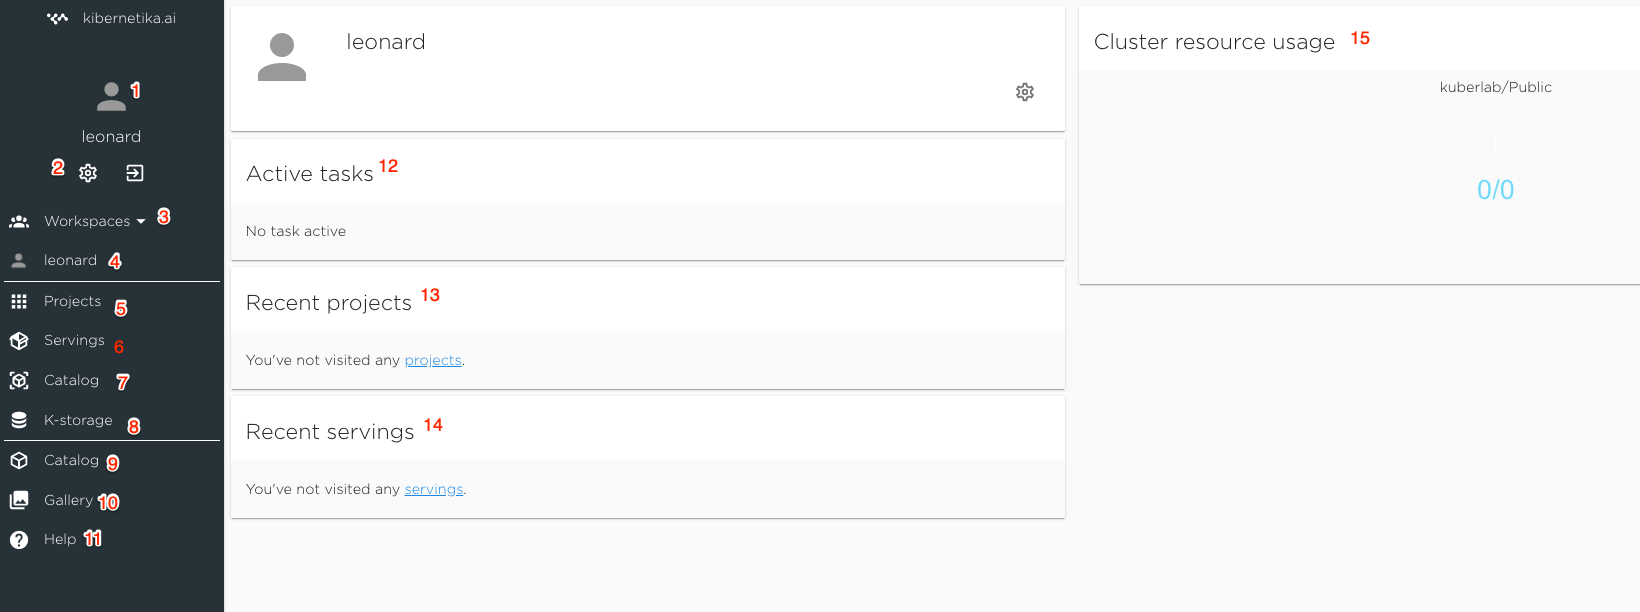 kibernetika.ai
1
leonard
2
Workspaces 3
leonard 4
Projects 5
Servings 6
Catalog 7
K-storage 8
Catalog 9
Gallery 10
Help 11
leonard
Active tasks 12
No task active
Recent projects 13
You've not visited any projects.
Recent servings 14
You've not visited any servings.
Cluster resource usage 15
kuberlab/Public
0/0